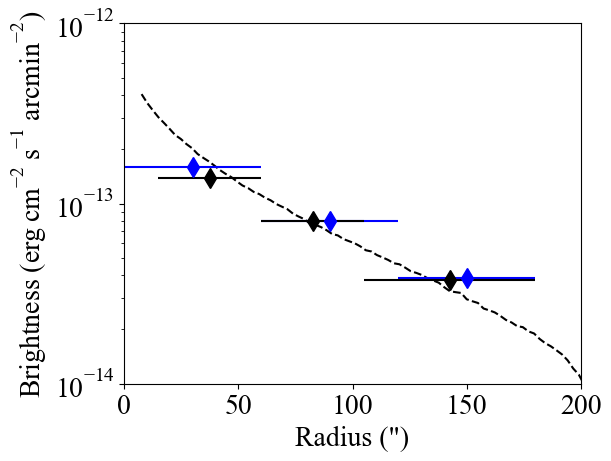 10⁻¹²
10⁻¹³
10⁻¹⁴
Brightness (erg cm⁻² s⁻¹ arcmin⁻²)
0 50 100 150 200
Radius (")